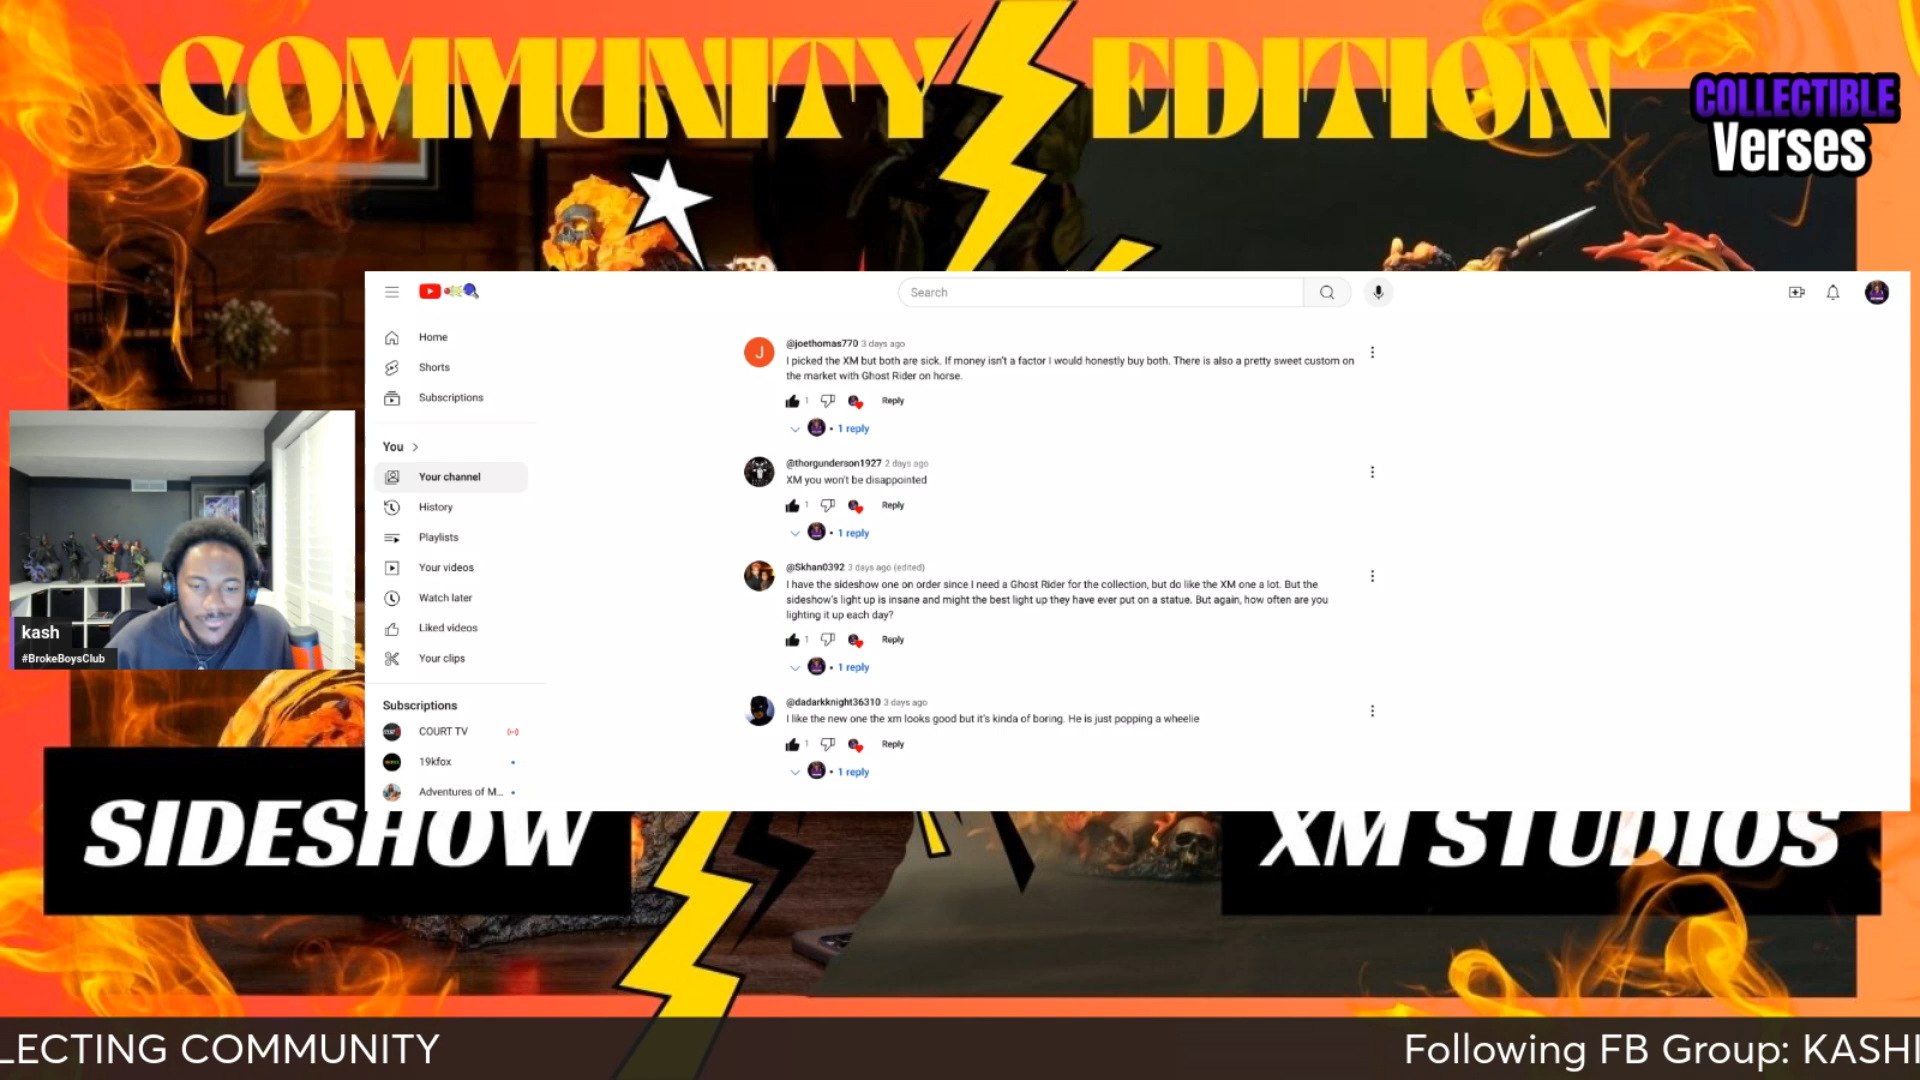 COMMUNITY EDITION
COLLECTIBLE
Verses
Search
Home
Shorts
Subscriptions
You
Your channel
History
Playlists
Your videos
Watch later
Liked videos
Your clips
Subscriptions
COURT TV
19kfox
Adventures of M...
J
@joethomas770 3 days ago
I picked the XM but both are sick. If money isn't a factor I would honestly buy both. There is also a pretty sweet custom on
the market with Ghost Rider on horse.
1 Reply
• 1 reply
@thorgunderson1927 2 days ago
XM you won't be disappointed
1 Reply
• 1 reply
@Skhan0392 3 days ago (edited)
I have the sideshow one on order since I need a Ghost Rider for the collection, but do like the XM one a lot. But the
sideshow's light up is insane and might the best light up they have ever put on a statue. But again, how often are you
lighting it up each day?
1 Reply
• 1 reply
@dadarkknight36310 3 days ago
I like the new one the xm looks good but it's kinda of boring. He is just popping a wheelie
1 Reply
• 1 reply
kash
#BrokeBoysClub
SIDESHOW
XM STUDIOS
LECTING COMMUNITY
Following FB Group: KASHI